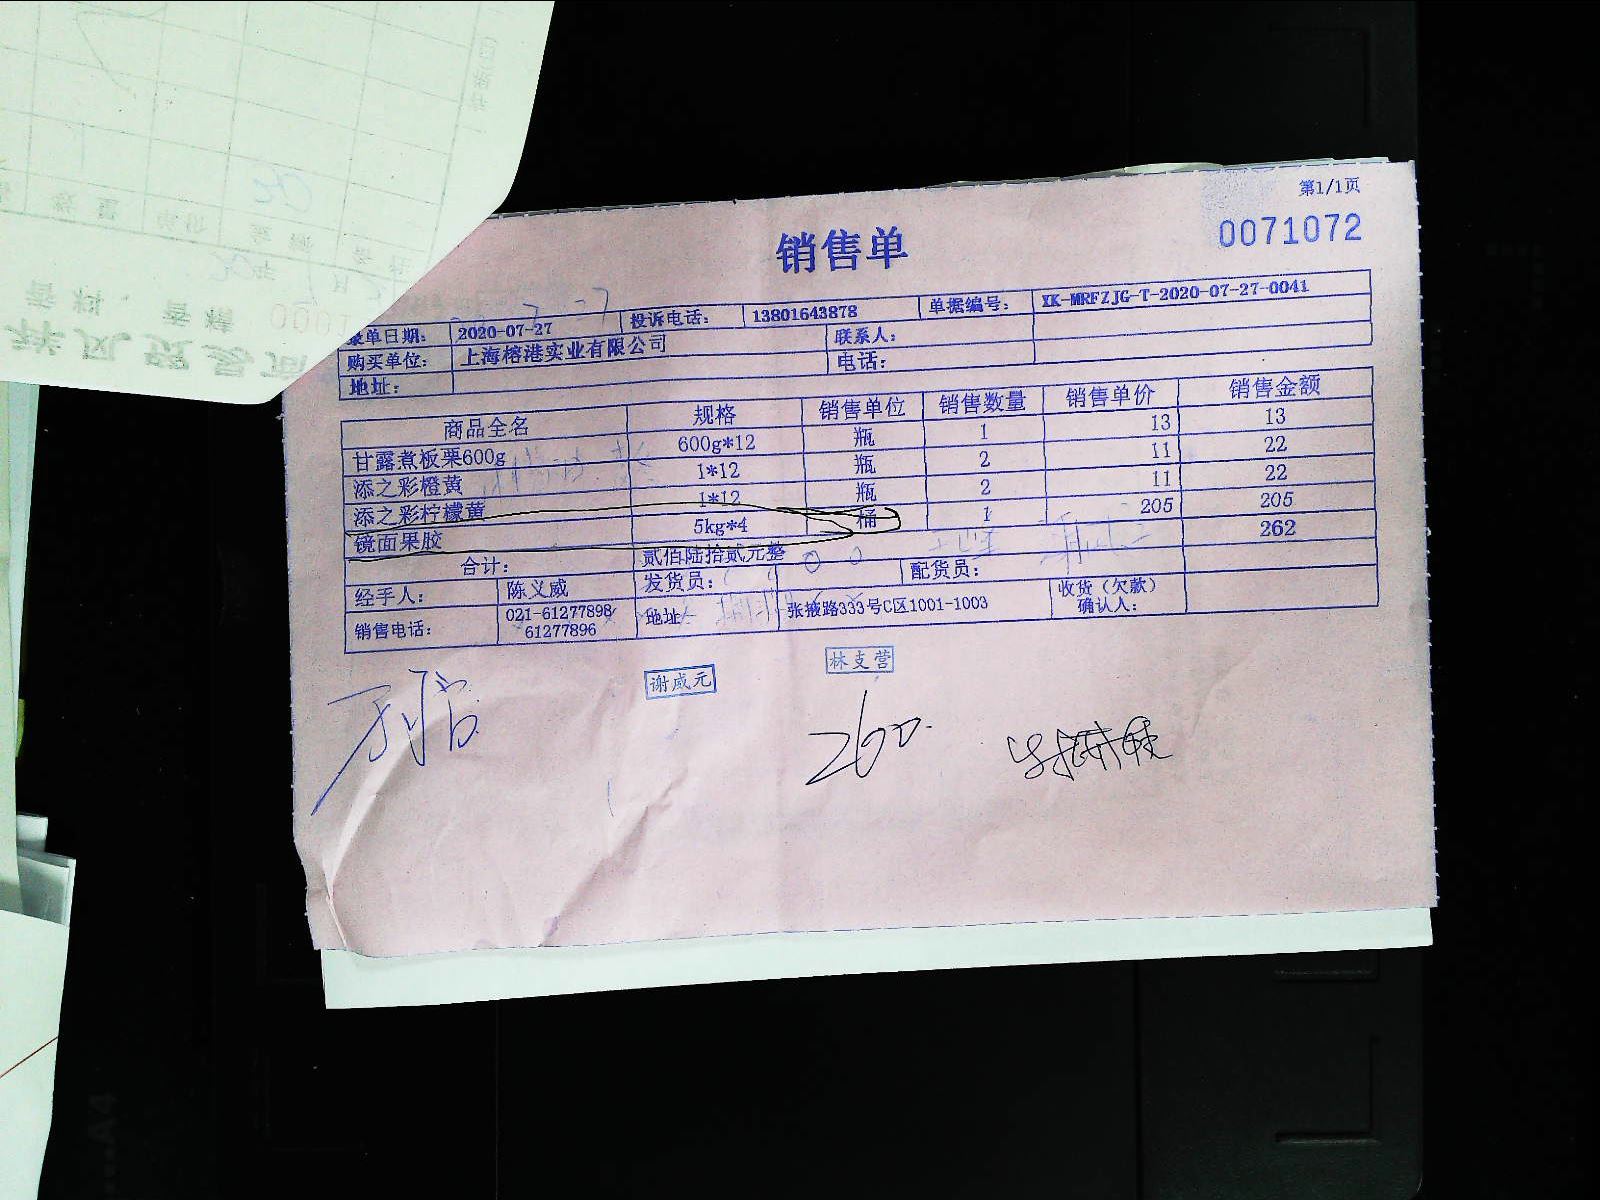 第1/1页
0071072
销售单
录单日期： 2020-07-27 投诉电话： 13801643878 单据编号： XK-MRFZJG-T-2020-07-27-0041
购买单位： 上海榕港实业有限公司 联系人：
地址： 电话：
商品全名 规格 销售单位 销售数量 销售单价 销售金额
甘露煮板栗600g 600g*12 瓶 1 13 13
添之彩橙黄 1*12 瓶 2 11 22
添之彩柠檬黄 1*12 瓶 2 11 22
镜面果胶 5kg*4 桶 1 205 205
合计： 贰佰陆拾贰元整 262
经手人： 陈义威 发货员： 配货员： 收货（欠款）确认人：
销售电话： 021-61277898/61277896 地址 张掖路333号C区1001-1003
谢威元
林支营
260.